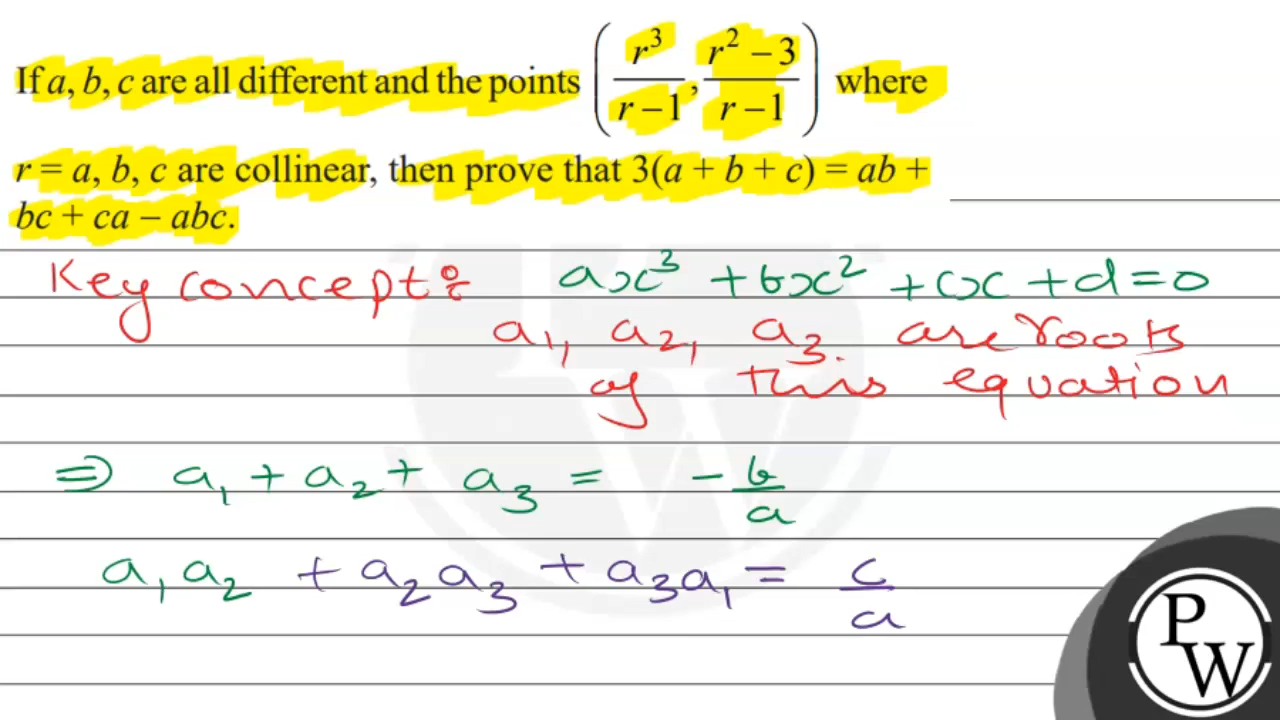 If a, b, c are all different and the points (r³/r − 1, r² − 3/r − 1) where
r = a, b, c are collinear, then prove that 3(a + b + c) = ab +
bc + ca − abc.
Key concept: ax³ + bx² + cx + d = 0
a₁, a₂, a₃. are roots
of this equation
⇒ a₁ + a₂ + a₃ = − b/a
a₁a₂ + a₂a₃ + a₃a₁ = c/a
P
W